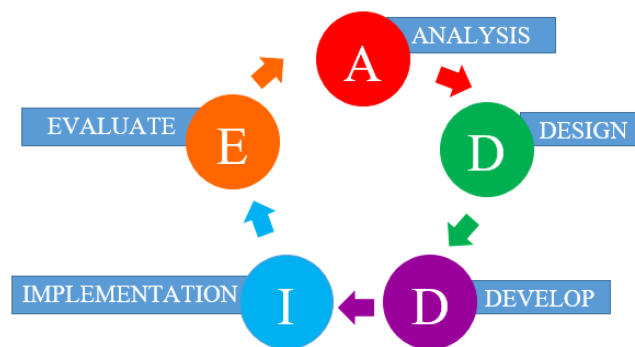 A
ANALYSIS
D
DESIGN
D
DEVELOP
I
IMPLEMENTATION
E
EVALUATE